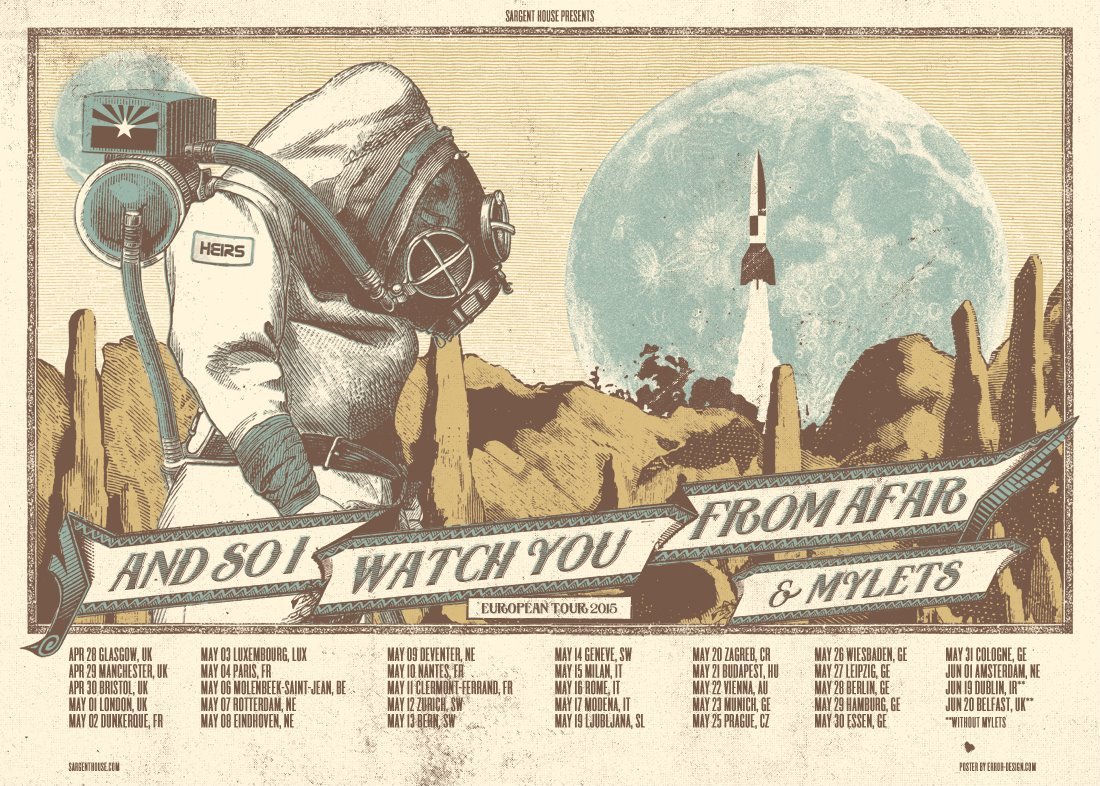 SARGENT HOUSE PRESENTS
HEIRS
AND SO I WATCH YOU FROM AFAR
& MYLETS
EUROPEAN TOUR 2015
APR 28 GLASGOW, UK
APR 29 MANCHESTER, UK
APR 30 BRISTOL, UK
MAY 01 LONDON, UK
MAY 02 DUNKERQUE, FR
MAY 03 LUXEMBOURG, LUX
MAY 04 PARIS, FR
MAY 06 MOLENBEEK-SAINT-JEAN, BE
MAY 07 ROTTERDAM, NE
MAY 08 EINDHOVEN, NE
MAY 09 DEVENTER, NE
MAY 10 NANTES, FR
MAY 11 CLERMONT-FERRAND, FR
MAY 12 ZURICH, SW
MAY 13 BERN, SW
MAY 14 GENEVE, SW
MAY 15 MILAN, IT
MAY 16 ROME, IT
MAY 17 MODENA, IT
MAY 19 LJUBLJANA, SL
MAY 20 ZAGREB, CR
MAY 21 BUDAPEST, HU
MAY 22 VIENNA, AU
MAY 23 MUNICH, GE
MAY 25 PRAGUE, CZ
MAY 26 WIESBADEN, GE
MAY 27 LEIPZIG, GE
MAY 28 BERLIN, GE
MAY 29 HAMBURG, GE
MAY 30 ESSEN, GE
MAY 31 COLOGNE, GE
JUN 01 AMSTERDAM, NE
JUN 19 DUBLIN, IR**
JUN 20 BELFAST, UK**
**WITHOUT MYLETS
SARGENTHOUSE.COM
POSTER BY ERROR-DESIGN.COM